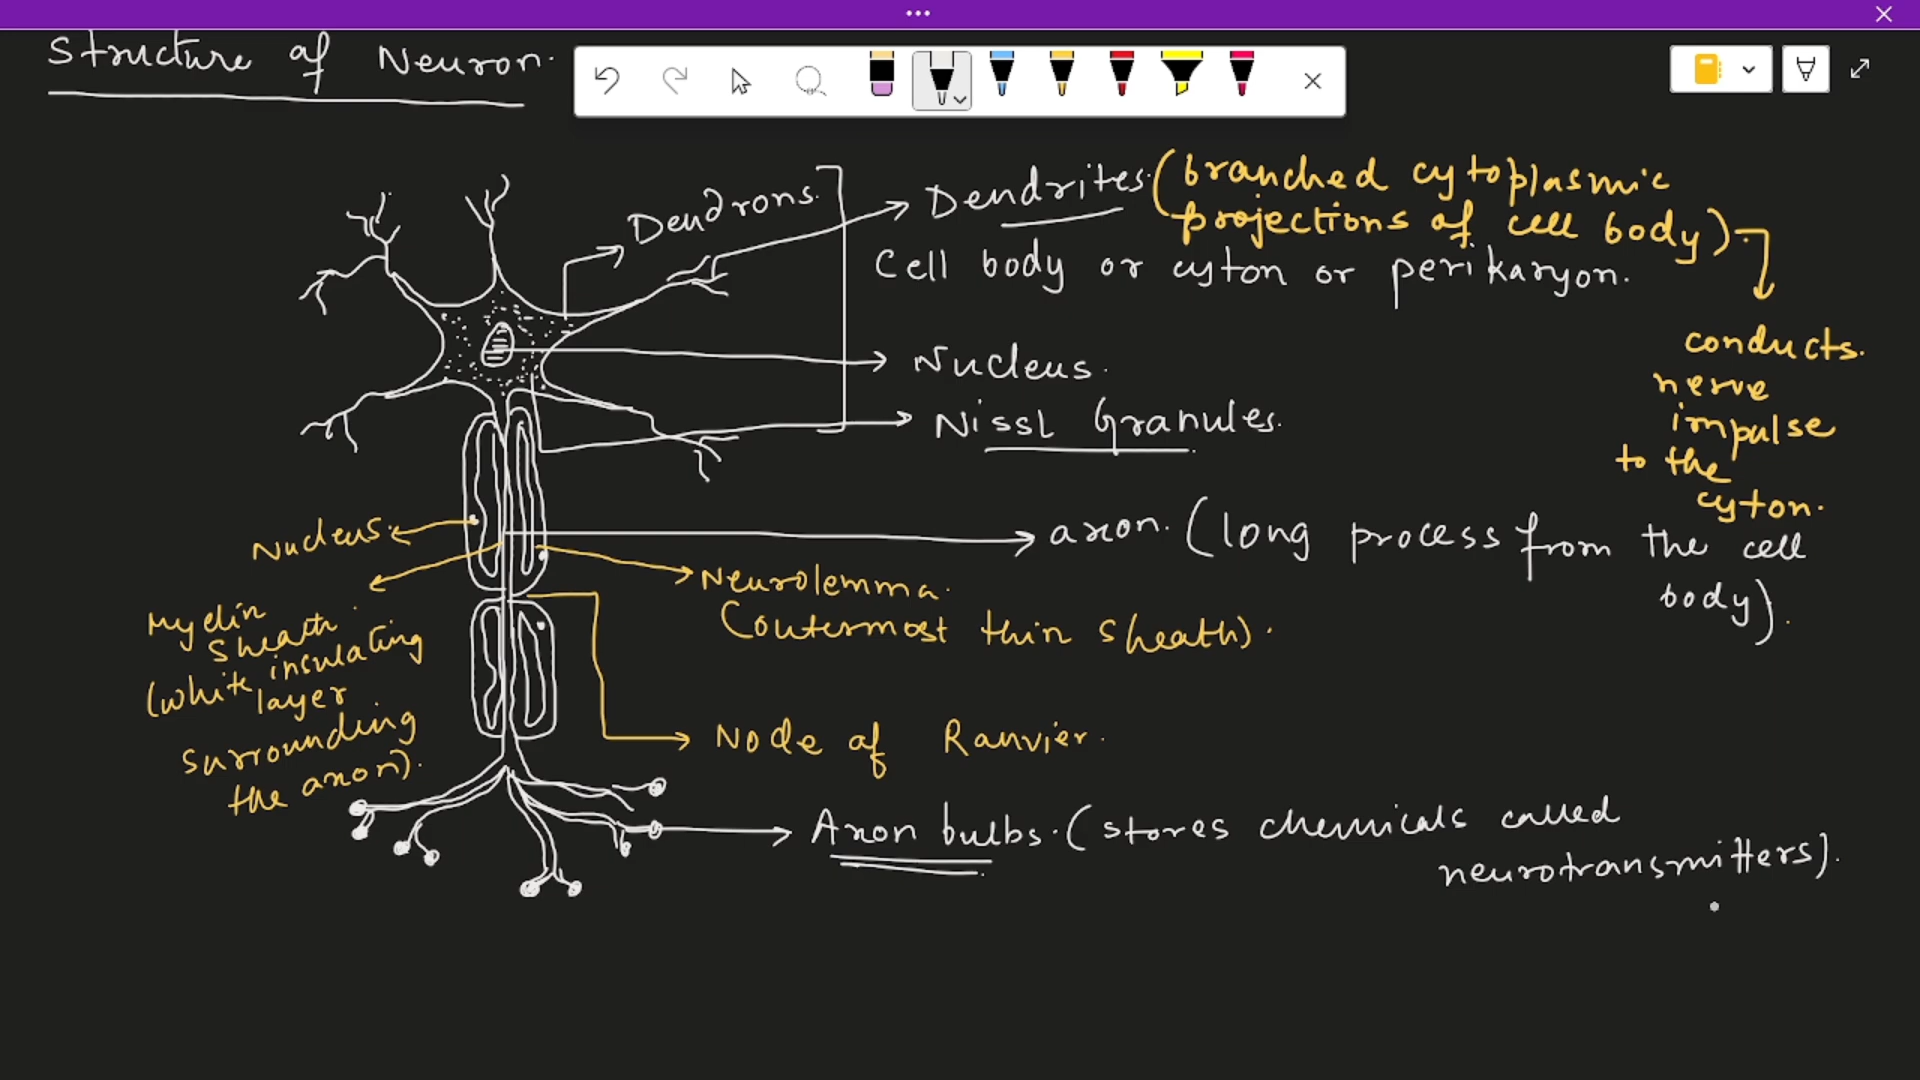 Structure of Neuron.
Dendrons.
Dendrites. (branched cytoplasmic
projections of cell body).
Cell body or cyton or perikaryon.
conducts.
nerve
impulse
to the
cyton.
Nucleus.
Nissl Granules.
axon. (long process from the cell
body).
Nucleus.
Neurolemma.
(outermost thin sheath).
Myelin
Sheath.
(white insulating
layer
surrounding
the axon).
Node of Ranvier.
Axon bulbs. (stores chemicals called
neurotransmitters).